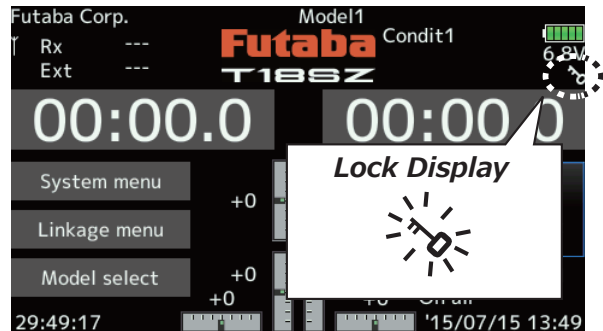 Futaba Corp.
Model1
Rx ---
Ext ---
Futaba
T18SZ
Condit1
6.8V
00:00.0
00:00.0
System menu
Linkage menu
Model select
Lock Display
+0
+0
+0
+0
29:49:17
'15/07/15 13:49